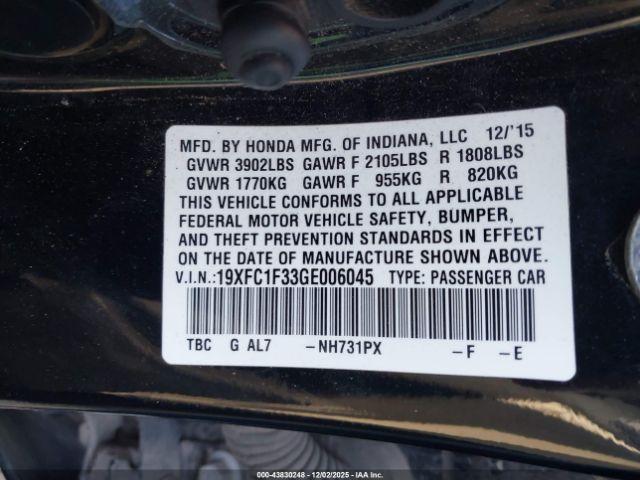 MFD. BY HONDA MFG. OF INDIANA, LLC 12/'15
GVWR 3902LBS GAWR F 2105LBS R 1808LBS
GVWR 1770KG GAWR F 955KG R 820KG
THIS VEHICLE CONFORMS TO ALL APPLICABLE
FEDERAL MOTOR VEHICLE SAFETY, BUMPER,
AND THEFT PREVENTION STANDARDS IN EFFECT
ON THE DATE OF MANUFACTURE SHOWN ABOVE.
V.I.N.:19XFC1F33GE006045 TYPE: PASSENGER CAR
TBC G AL7 -NH731PX -F -E
000-43830248 - 12/02/2025 - IAA Inc.